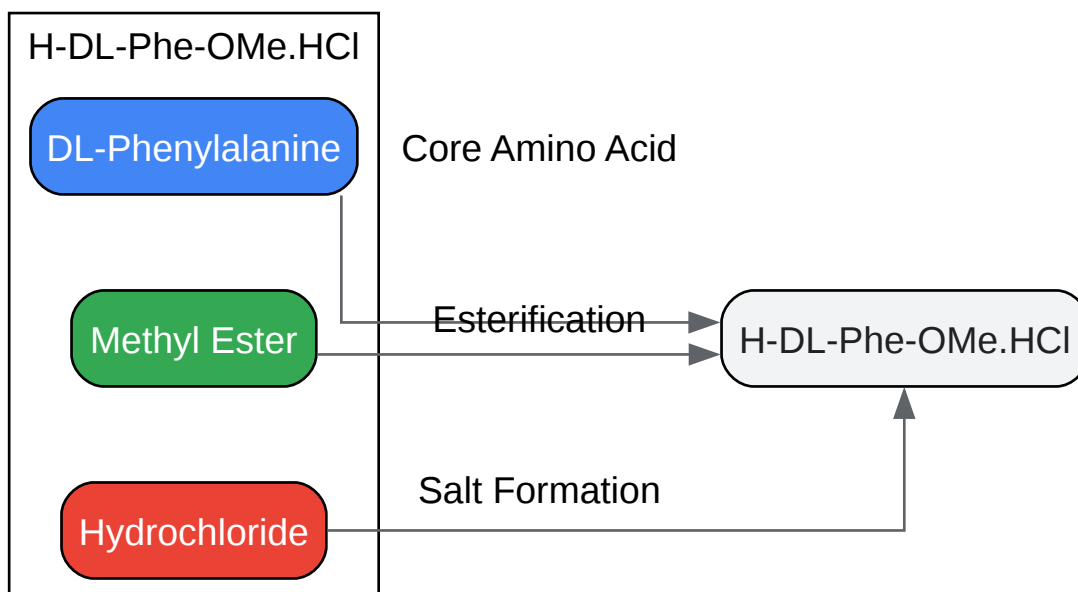 H-DL-Phe-OMe.HCl
DL-Phenylalanine
Core Amino Acid
Esterification
Methyl Ester
H-DL-Phe-OMe.HCl
Salt Formation
Hydrochloride